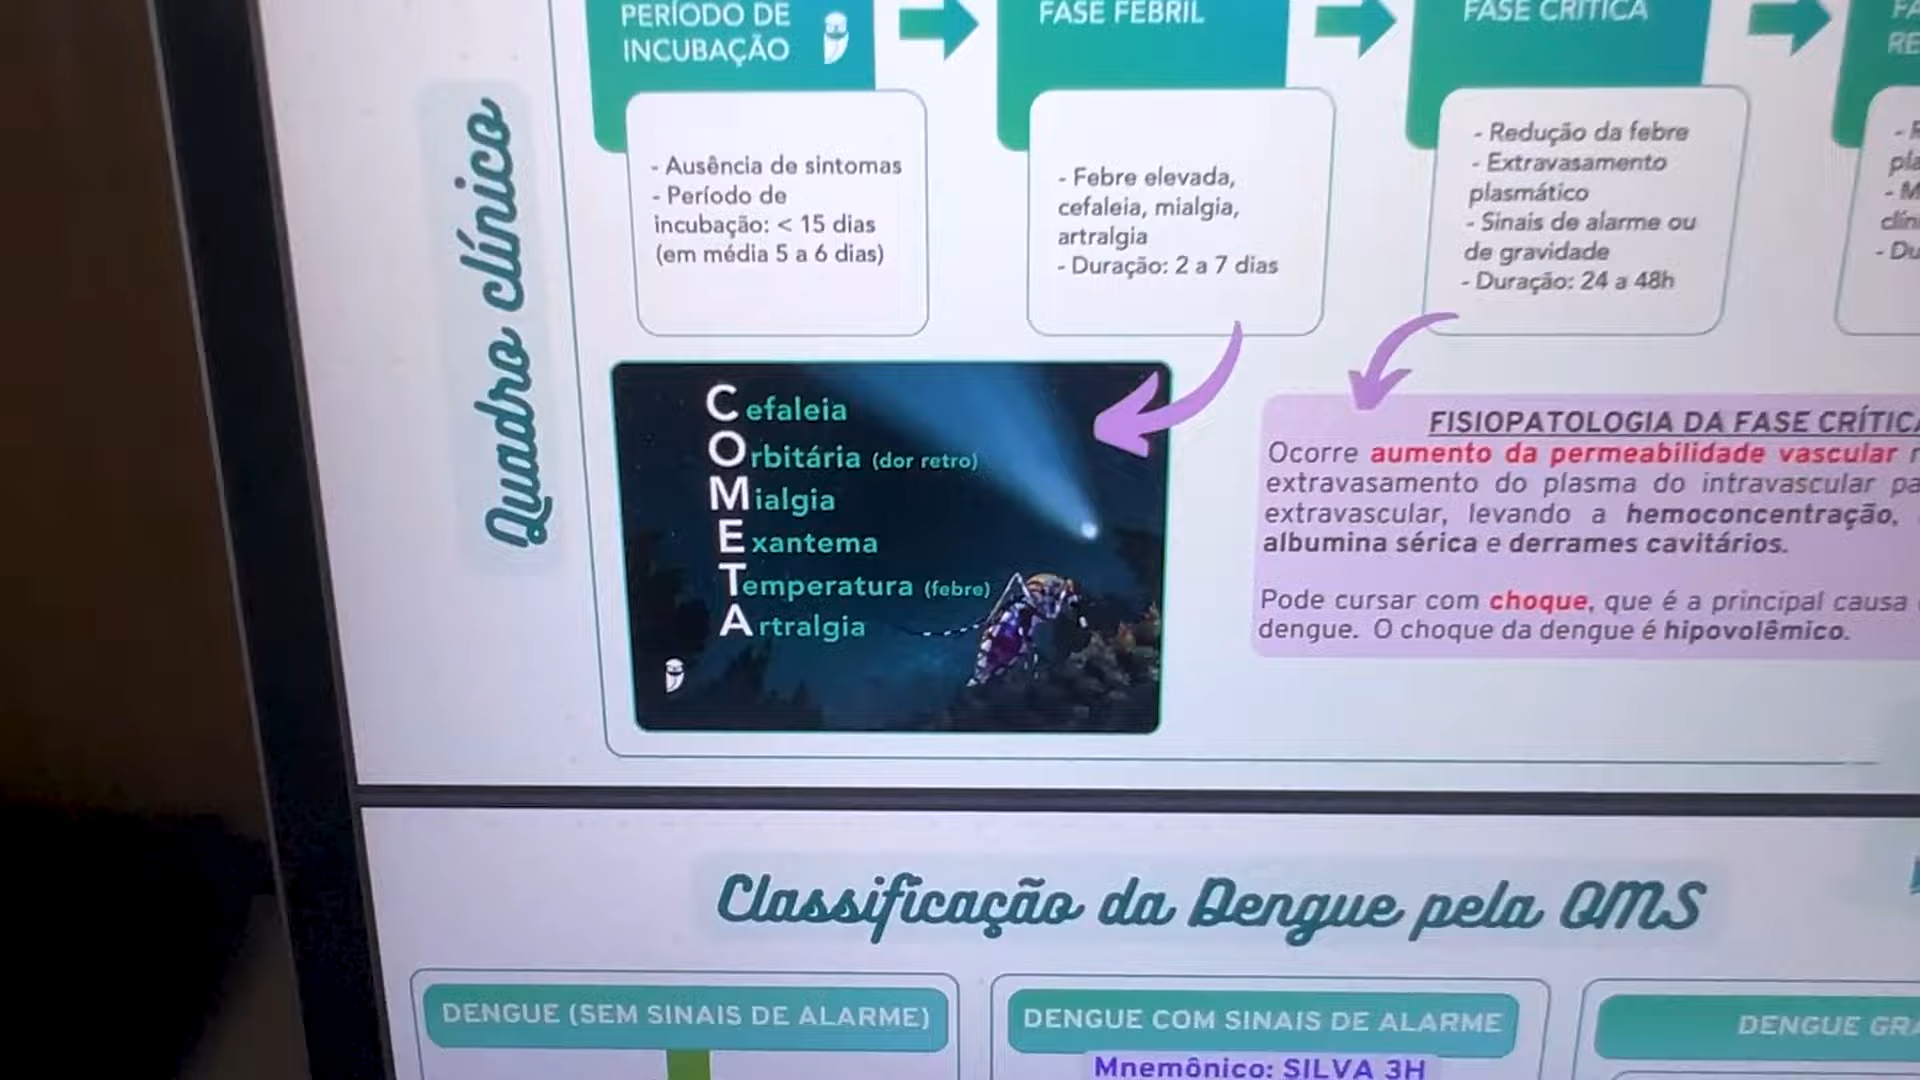 PERÍODO DE
INCUBAÇÃO
FASE FEBRIL
FASE CRÍTICA
RE
- Ausência de sintomas
- Período de
incubação: < 15 dias
(em média 5 a 6 dias)
- Febre elevada,
cefaleia, mialgia,
artralgia
- Duração: 2 a 7 dias
- Redução da febre
- Extravasamento
plasmático
- Sinais de alarme ou
de gravidade
- Duração: 24 a 48h
Quadro clínico
Cefaleia
Orbitária (dor retro)
Mialgia
Exantema
Temperatura (febre)
Artralgia
FISIOPATOLOGIA DA FASE CRÍTICA
Ocorre aumento da permeabilidade vascular
extravasamento do plasma do intravascular
extravascular, levando a hemoconcentração,
albumina sérica e derrames cavitários.
Pode cursar com choque, que é a principal causa
dengue. O choque da dengue é hipovolêmico.
Classificação da Dengue pela OMS
DENGUE (SEM SINAIS DE ALARME)
DENGUE COM SINAIS DE ALARME
Mnemônico: SILVA 3H
DENGUE GRA